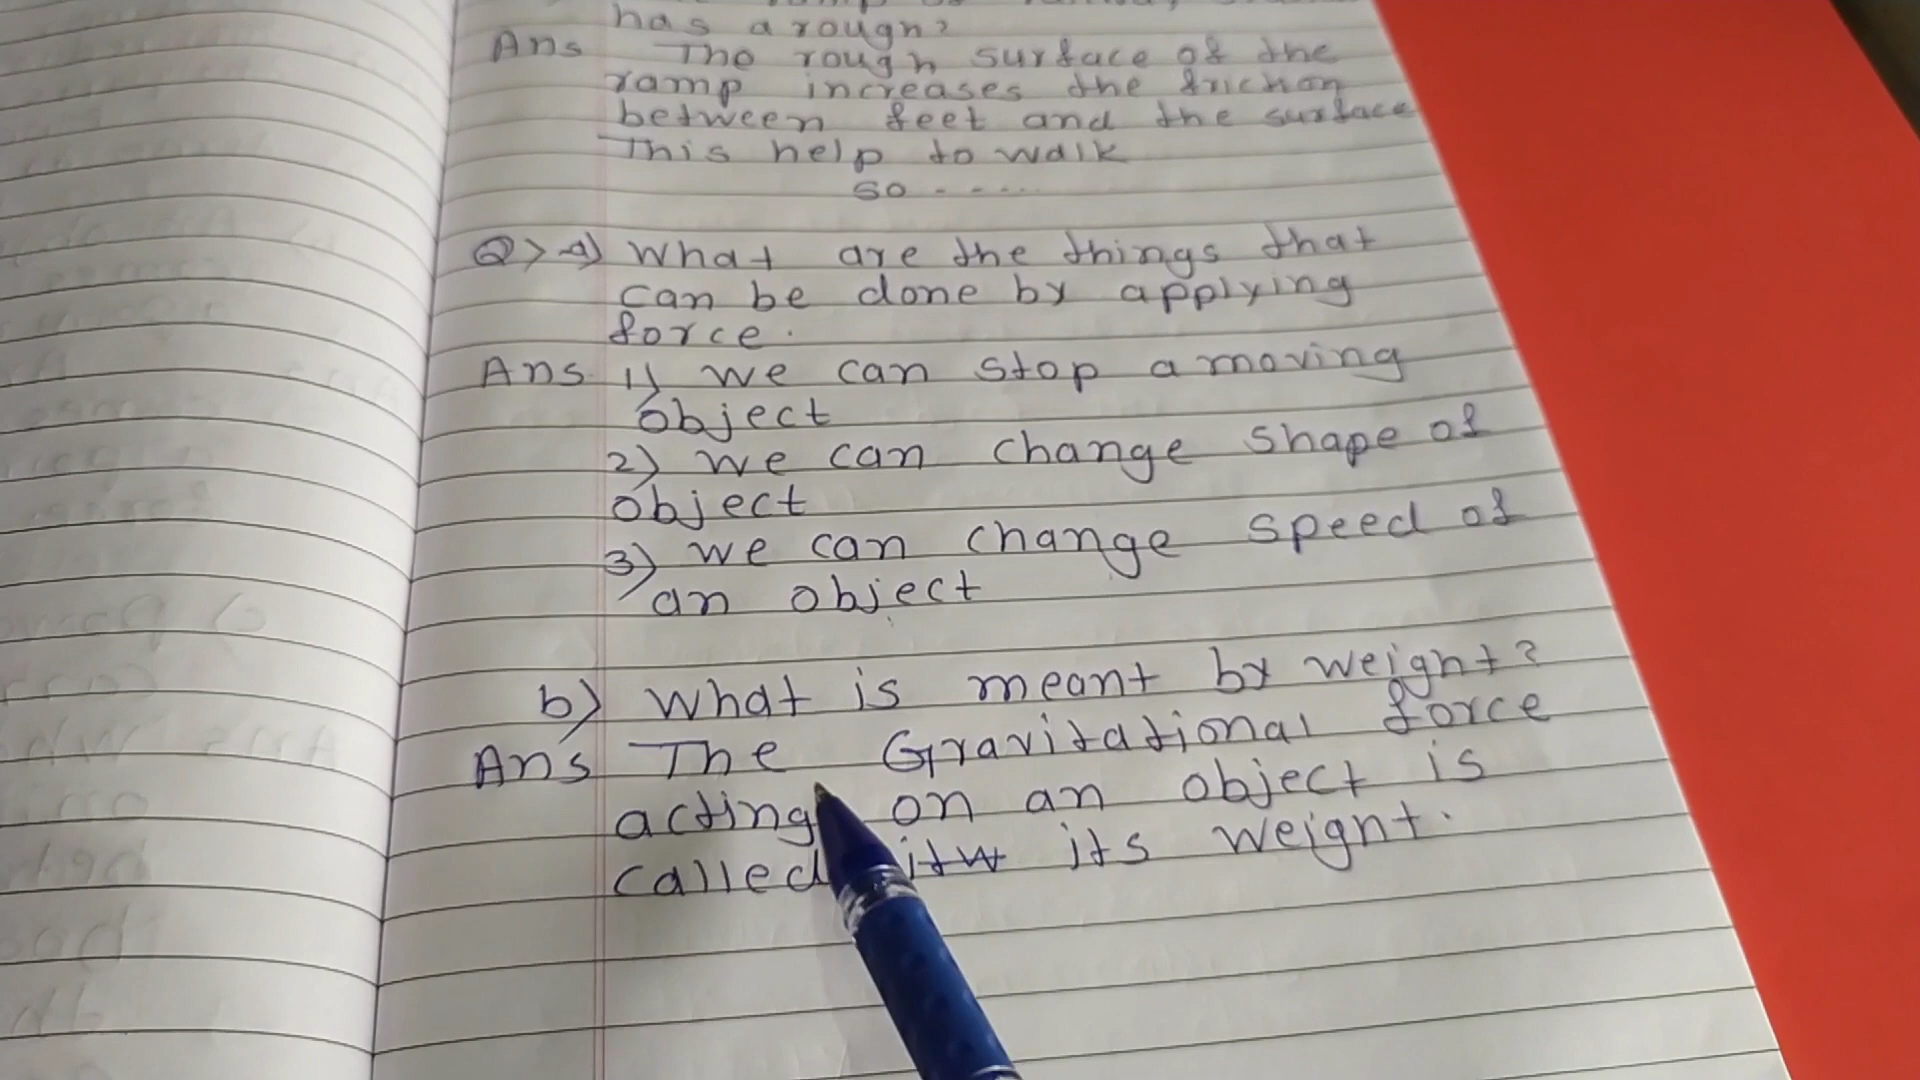 has a rough?
Ans The rough surface of the
ramp increases the friction
between feet and the surface
This help to walk
so - - - ...
Q> a) What are the things that
can be done by applying
force.
Ans 1) we can stop a moving
object
2) we can change shape of
object
3) we can change speed of
an object
b) What is meant by weight?
Ans The Gravitational force
acting on an object is
called itw its weight.